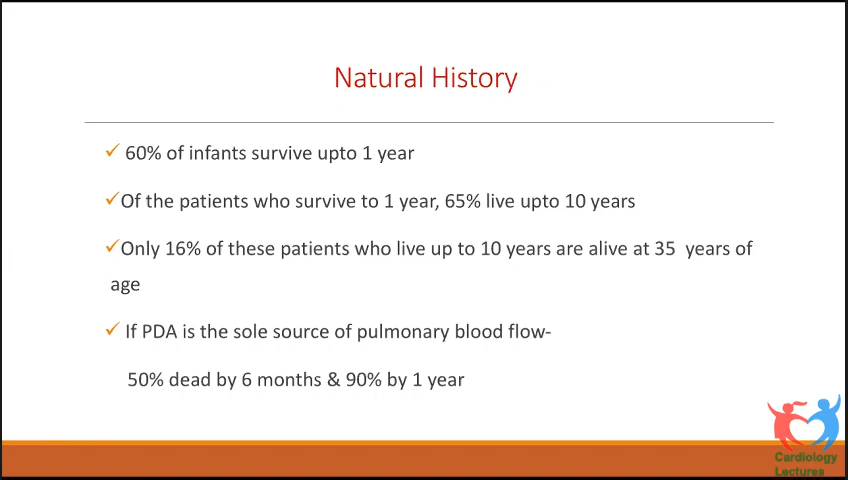 Natural History
✓ 60% of infants survive upto 1 year
✓Of the patients who survive to 1 year, 65% live upto 10 years
✓Only 16% of these patients who live up to 10 years are alive at 35 years of
age
✓ If PDA is the sole source of pulmonary blood flow-
50% dead by 6 months & 90% by 1 year
Cardiology
Lectures